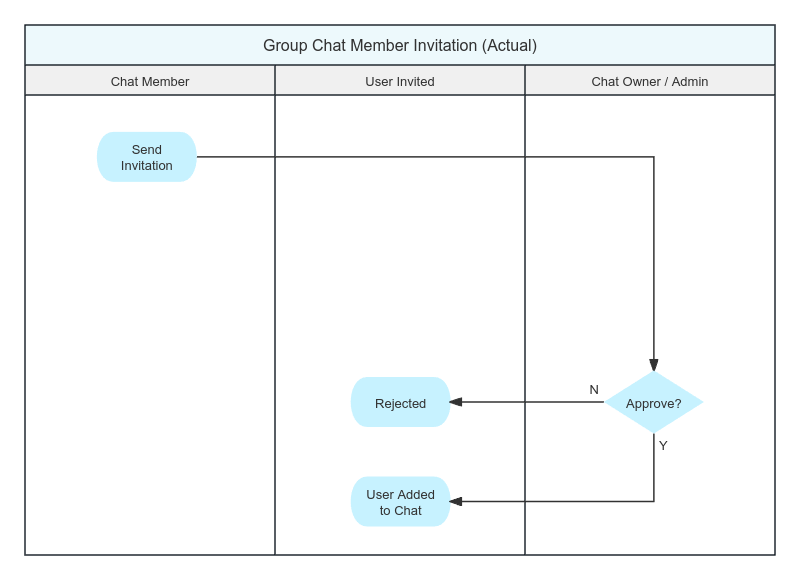 Group Chat Member Invitation (Actual)
Chat Member
User Invited
Chat Owner / Admin
Send
Invitation
N
Rejected
Approve?
Y
User Added
to Chat